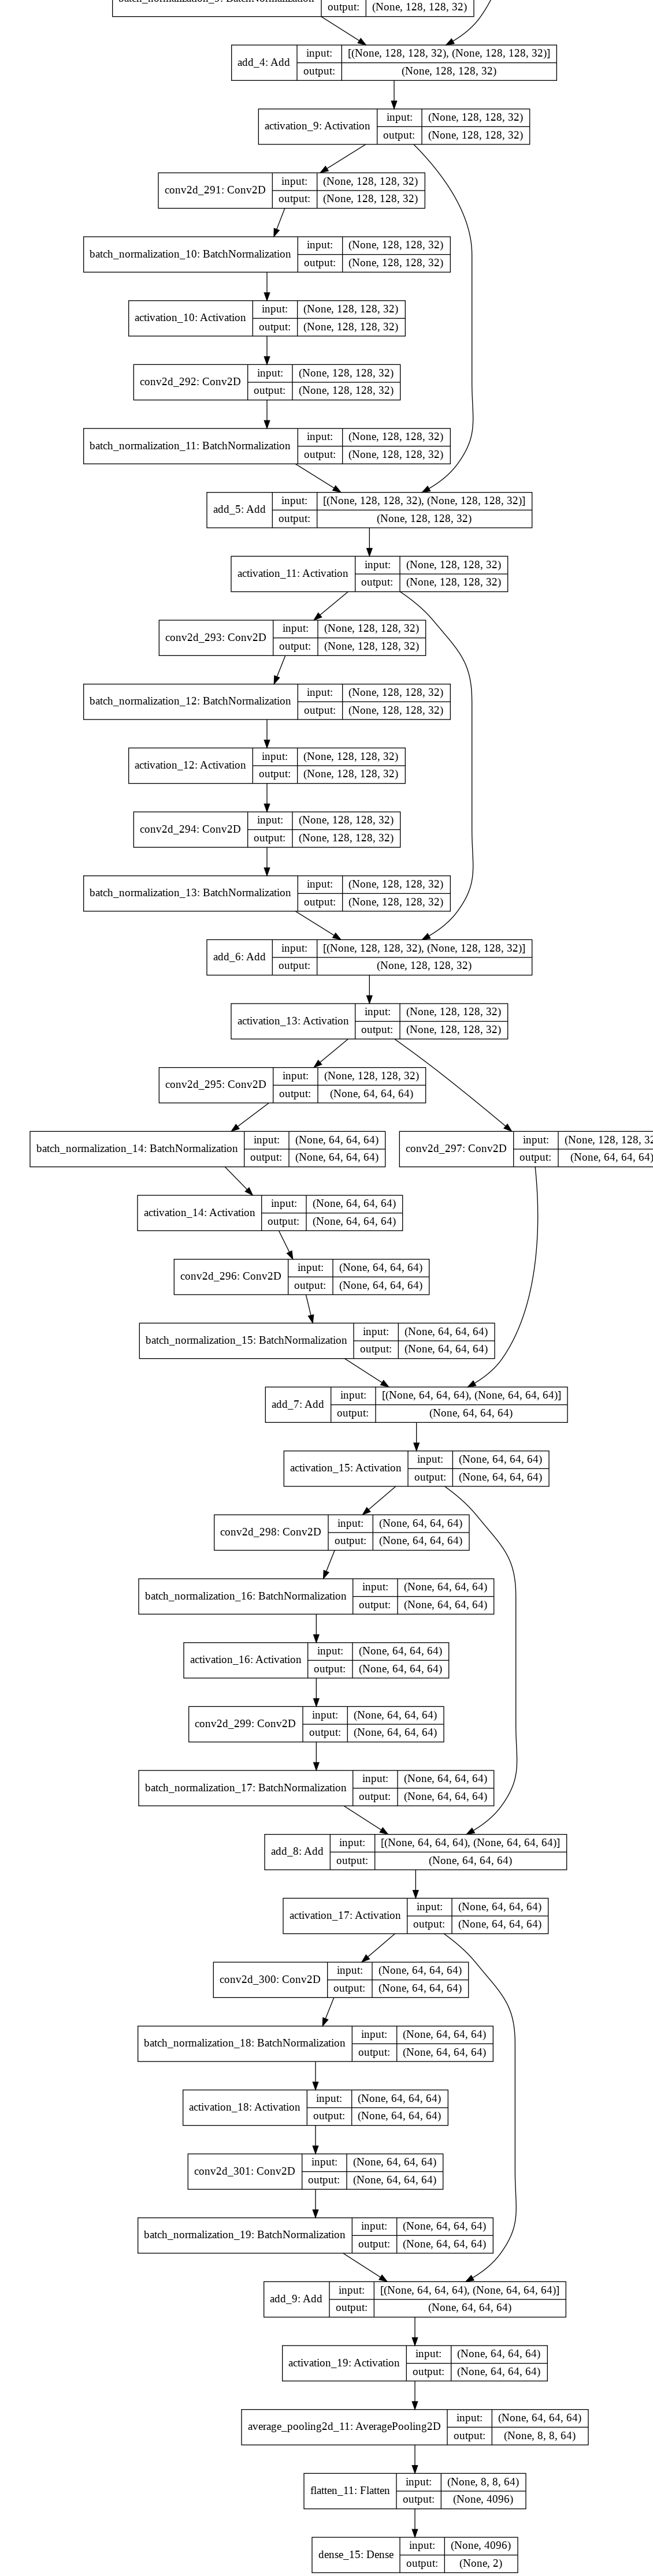 output: (None, 128, 128, 32)
add_4: Add
input: [(None, 128, 128, 32), (None, 128, 128, 32)]
output: (None, 128, 128, 32)
activation_9: Activation
input: (None, 128, 128, 32)
output: (None, 128, 128, 32)
conv2d_291: Conv2D
input: (None, 128, 128, 32)
output: (None, 128, 128, 32)
batch_normalization_10: BatchNormalization
input: (None, 128, 128, 32)
output: (None, 128, 128, 32)
activation_10: Activation
input: (None, 128, 128, 32)
output: (None, 128, 128, 32)
conv2d_292: Conv2D
input: (None, 128, 128, 32)
output: (None, 128, 128, 32)
batch_normalization_11: BatchNormalization
input: (None, 128, 128, 32)
output: (None, 128, 128, 32)
add_5: Add
input: [(None, 128, 128, 32), (None, 128, 128, 32)]
output: (None, 128, 128, 32)
activation_11: Activation
input: (None, 128, 128, 32)
output: (None, 128, 128, 32)
conv2d_293: Conv2D
input: (None, 128, 128, 32)
output: (None, 128, 128, 32)
batch_normalization_12: BatchNormalization
input: (None, 128, 128, 32)
output: (None, 128, 128, 32)
activation_12: Activation
input: (None, 128, 128, 32)
output: (None, 128, 128, 32)
conv2d_294: Conv2D
input: (None, 128, 128, 32)
output: (None, 128, 128, 32)
batch_normalization_13: BatchNormalization
input: (None, 128, 128, 32)
output: (None, 128, 128, 32)
add_6: Add
input: [(None, 128, 128, 32), (None, 128, 128, 32)]
output: (None, 128, 128, 32)
activation_13: Activation
input: (None, 128, 128, 32)
output: (None, 128, 128, 32)
conv2d_295: Conv2D
input: (None, 128, 128, 32)
output: (None, 64, 64, 64)
batch_normalization_14: BatchNormalization
input: (None, 64, 64, 64)
output: (None, 64, 64, 64)
conv2d_297: Conv2D
input: (None, 128, 128, 32
output: (None, 64, 64, 64)
activation_14: Activation
input: (None, 64, 64, 64)
output: (None, 64, 64, 64)
conv2d_296: Conv2D
input: (None, 64, 64, 64)
output: (None, 64, 64, 64)
batch_normalization_15: BatchNormalization
input: (None, 64, 64, 64)
output: (None, 64, 64, 64)
add_7: Add
input: [(None, 64, 64, 64), (None, 64, 64, 64)]
output: (None, 64, 64, 64)
activation_15: Activation
input: (None, 64, 64, 64)
output: (None, 64, 64, 64)
conv2d_298: Conv2D
input: (None, 64, 64, 64)
output: (None, 64, 64, 64)
batch_normalization_16: BatchNormalization
input: (None, 64, 64, 64)
output: (None, 64, 64, 64)
activation_16: Activation
input: (None, 64, 64, 64)
output: (None, 64, 64, 64)
conv2d_299: Conv2D
input: (None, 64, 64, 64)
output: (None, 64, 64, 64)
batch_normalization_17: BatchNormalization
input: (None, 64, 64, 64)
output: (None, 64, 64, 64)
add_8: Add
input: [(None, 64, 64, 64), (None, 64, 64, 64)]
output: (None, 64, 64, 64)
activation_17: Activation
input: (None, 64, 64, 64)
output: (None, 64, 64, 64)
conv2d_300: Conv2D
input: (None, 64, 64, 64)
output: (None, 64, 64, 64)
batch_normalization_18: BatchNormalization
input: (None, 64, 64, 64)
output: (None, 64, 64, 64)
activation_18: Activation
input: (None, 64, 64, 64)
output: (None, 64, 64, 64)
conv2d_301: Conv2D
input: (None, 64, 64, 64)
output: (None, 64, 64, 64)
batch_normalization_19: BatchNormalization
input: (None, 64, 64, 64)
output: (None, 64, 64, 64)
add_9: Add
input: [(None, 64, 64, 64), (None, 64, 64, 64)]
output: (None, 64, 64, 64)
activation_19: Activation
input: (None, 64, 64, 64)
output: (None, 64, 64, 64)
average_pooling2d_11: AveragePooling2D
input: (None, 64, 64, 64)
output: (None, 8, 8, 64)
flatten_11: Flatten
input: (None, 8, 8, 64)
output: (None, 4096)
dense_15: Dense
input: (None, 4096)
output: (None, 2)